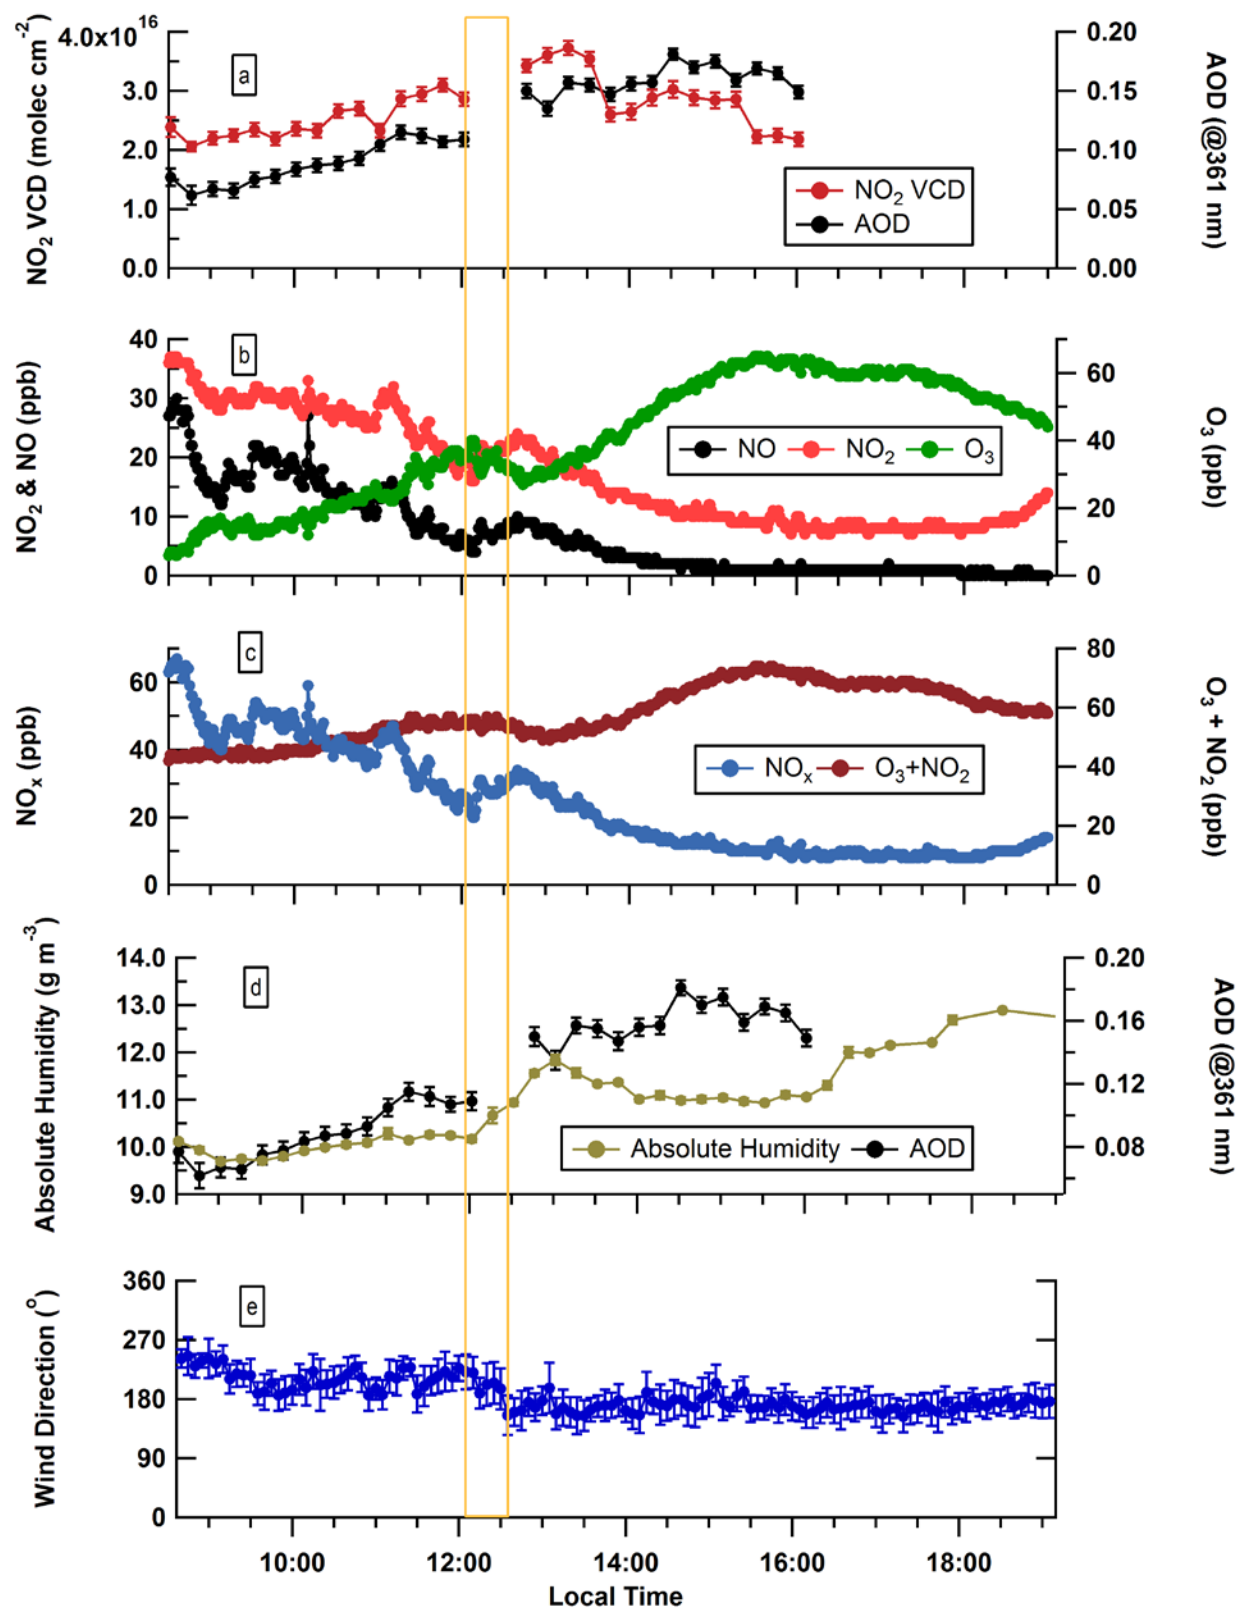 4.0x10¹⁶
3.0
2.0
1.0
0.0
NO₂ VCD (molec cm⁻²)
a
0.20
0.15
0.10
0.05
0.00
AOD (@361 nm)
NO₂ VCD
AOD
40
30
20
10
0
NO₂ & NO (ppb)
b
60
40
20
0
O₃ (ppb)
NO NO₂ O₃
60
40
20
0
NOₓ (ppb)
c
80
60
40
20
0
O₃ + NO₂ (ppb)
NOₓ O₃+NO₂
14.0
13.0
12.0
11.0
10.0
9.0
Absolute Humidity (g m⁻³)
d
0.20
0.16
0.12
0.08
AOD (@361 nm)
Absolute Humidity AOD
360
270
180
90
0
Wind Direction (°)
e
10:00 12:00 14:00 16:00 18:00
Local Time